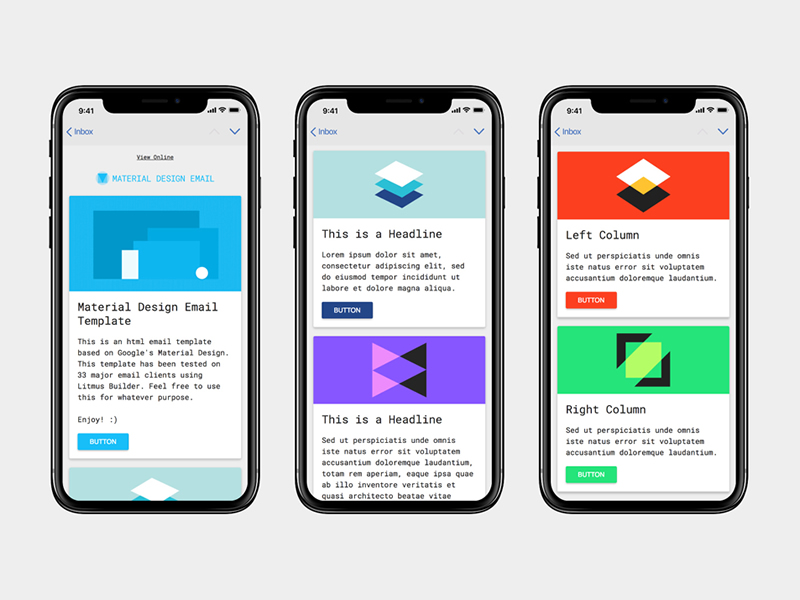 9:41
Inbox
View Online
MATERIAL DESIGN EMAIL
Material Design Email
Template
This is an html email template
based on Google's Material Design.
This template has been tested on
33 major email clients using
Litmus Builder. Feel free to use
this for whatever purpose.
Enjoy! :)
BUTTON
9:41
Inbox
This is a Headline
Lorem ipsum dolor sit amet,
consectetur adipiscing elit, sed
do eiusmod tempor incididunt ut
labore et dolore magna aliqua.
BUTTON
This is a Headline
Sed ut perspiciatis unde omnis
iste natus error sit voluptatem
accusantium doloremque laudantium,
totam rem aperiam, eaque ipsa quae
ab illo inventore veritatis et
quasi architecto beatae vitae
9:41
Inbox
Left Column
Sed ut perspiciatis unde omnis
iste natus error sit voluptatem
accusantium doloremque laudantium.
BUTTON
Right Column
Sed ut perspiciatis unde omnis
iste natus error sit voluptatem
accusantium doloremque laudantium.
BUTTON